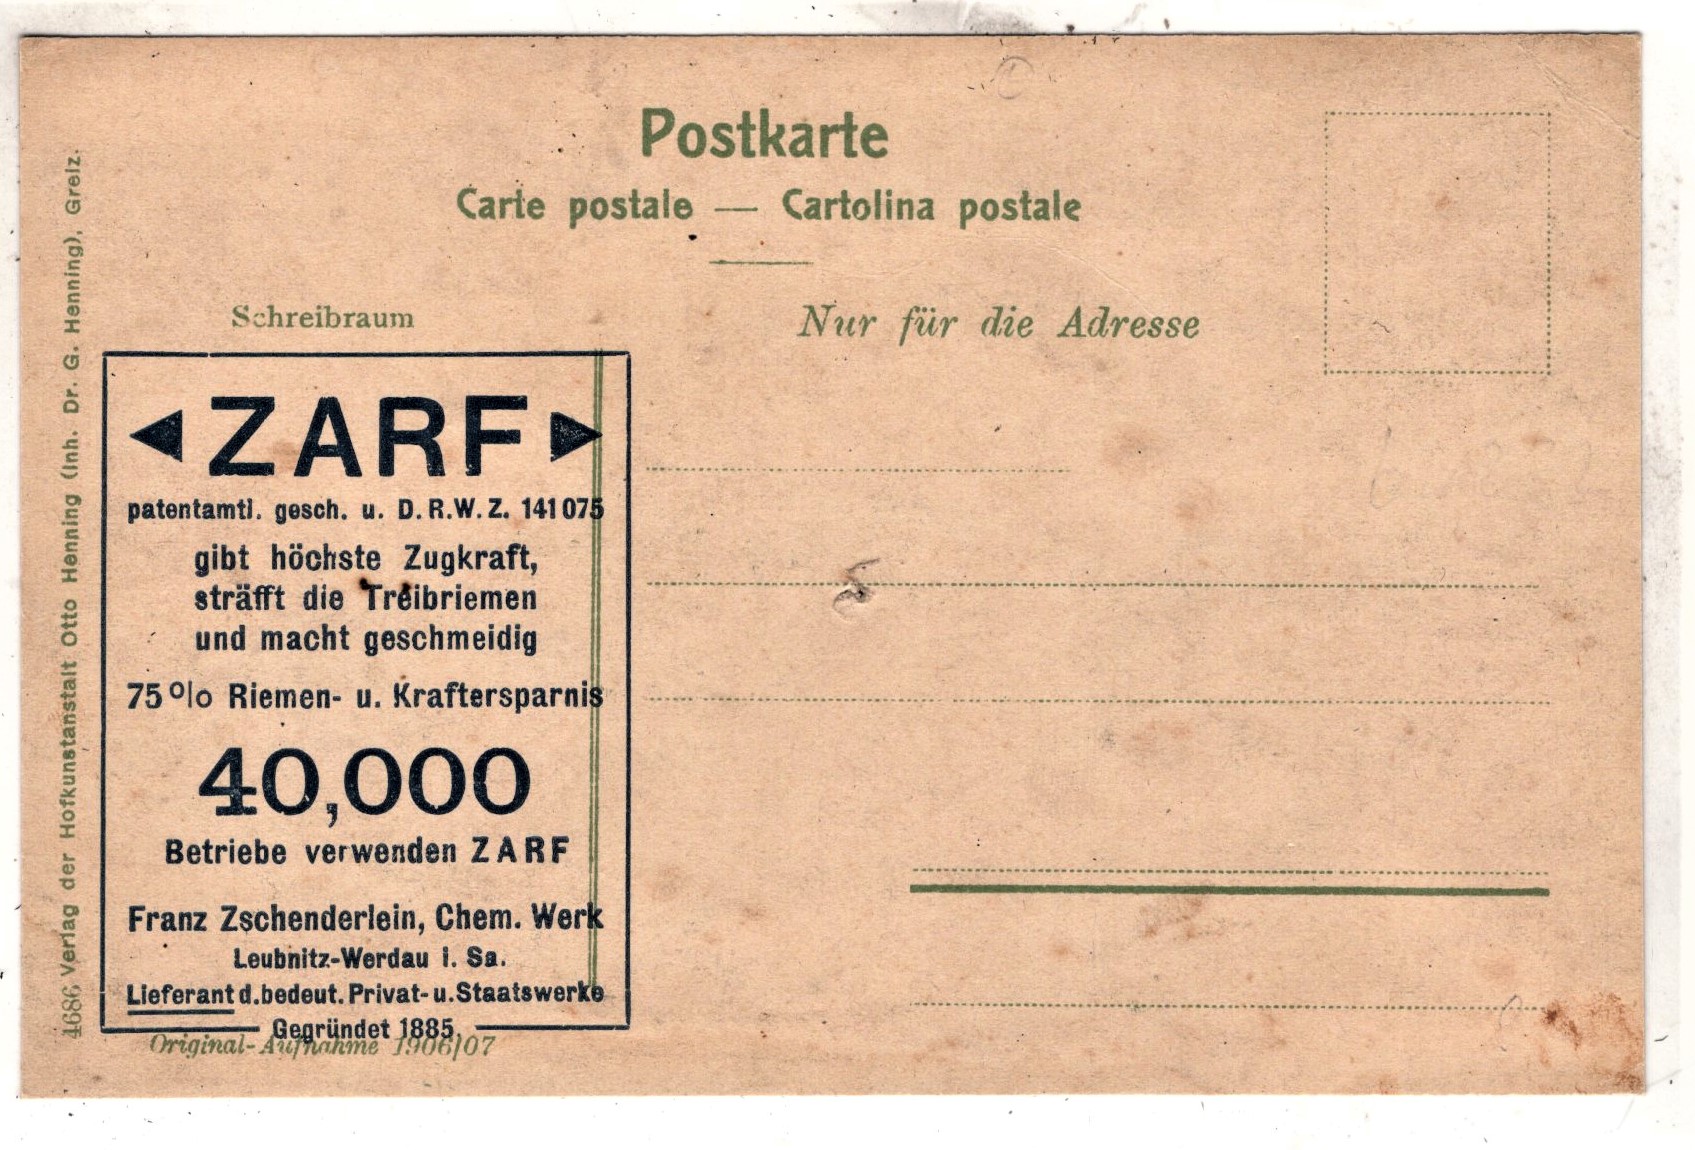 Postkarte
Carte postale — Cartolina postale
Schreibraum
Nur für die Adresse
ZARF
patentamtl. gesch. u. D.R.W.Z. 141075
gibt höchste Zugkraft,
sträfft die Treibriemen
und macht geschmeidig
75% Riemen- u. Kraftersparnis
40,000
Betriebe verwenden ZARF
Franz Zschenderlein, Chem. Werk
Leubnitz-Werdau i. Sa.
Lieferant d. bedeut. Privat- u. Staatswerke
Gegründet 1885.
Original-Aufnahme 1906/07
4686 Verlag der Hofkunstanstalt Otto Henning (Inh. Dr. G. Henning), Greiz.